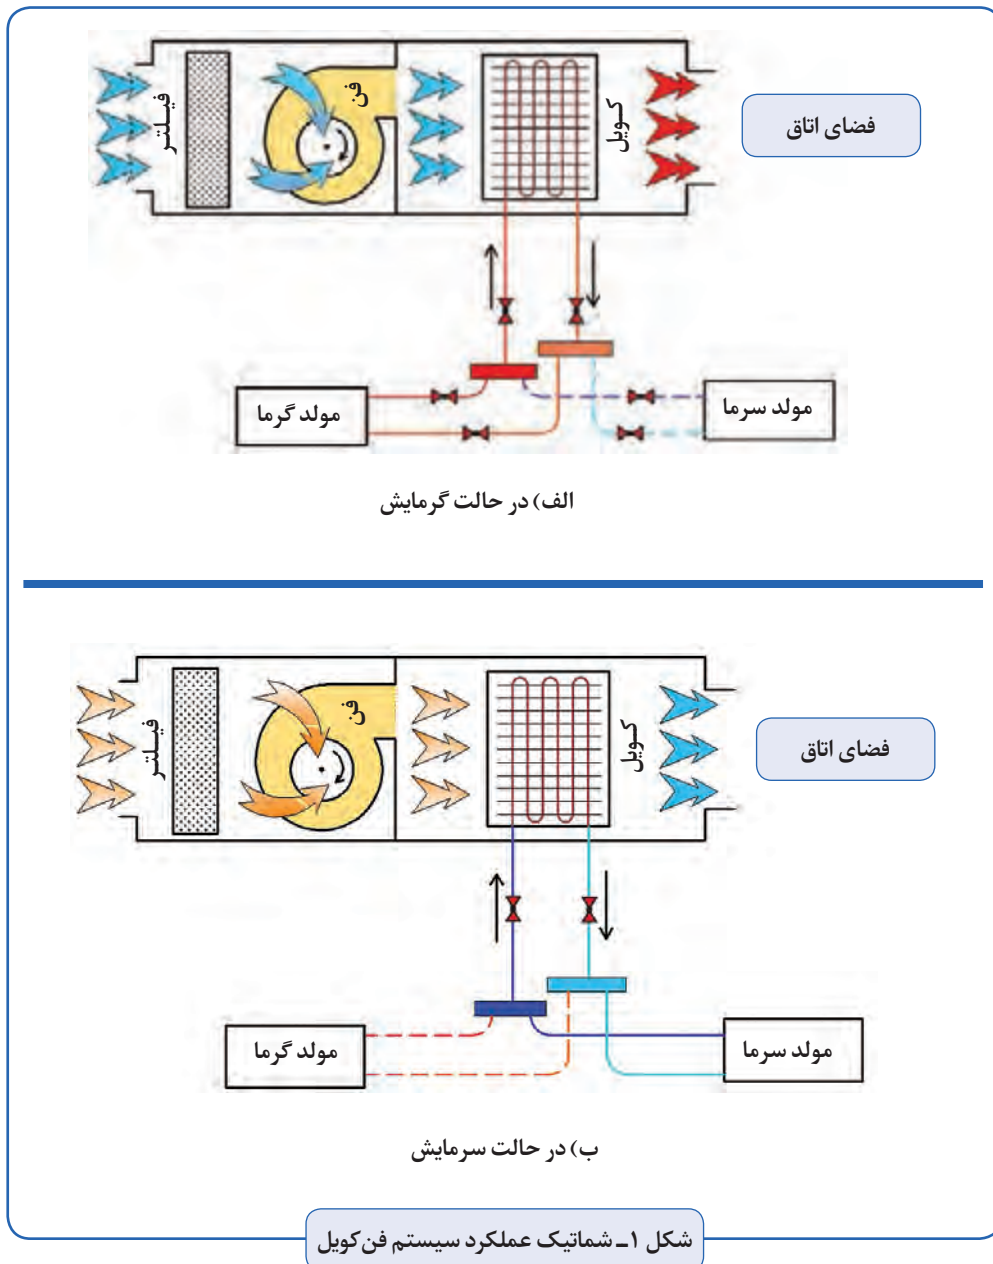 فیلتر
فن
کویل
فضای اتاق
مولد گرما
مولد سرما
الف) در حالت گرمایش
فیلتر
فن
کویل
فضای اتاق
مولد گرما
مولد سرما
ب) در حالت سرمایش
شکل ۱ـ شماتیک عملکرد سیستم فن‌کویل